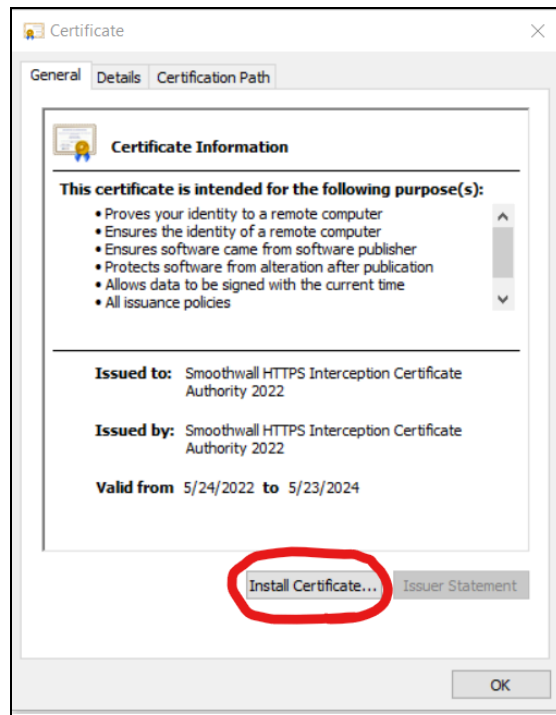 Certificate
General Details Certification Path
Certificate Information
This certificate is intended for the following purpose(s):
• Proves your identity to a remote computer
• Ensures the identity of a remote computer
• Ensures software came from software publisher
• Protects software from alteration after publication
• Allows data to be signed with the current time
• All issuance policies
Issued to: Smoothwall HTTPS Interception Certificate
Authority 2022
Issued by: Smoothwall HTTPS Interception Certificate
Authority 2022
Valid from 5/24/2022 to 5/23/2024
Install Certificate... Issuer Statement
OK